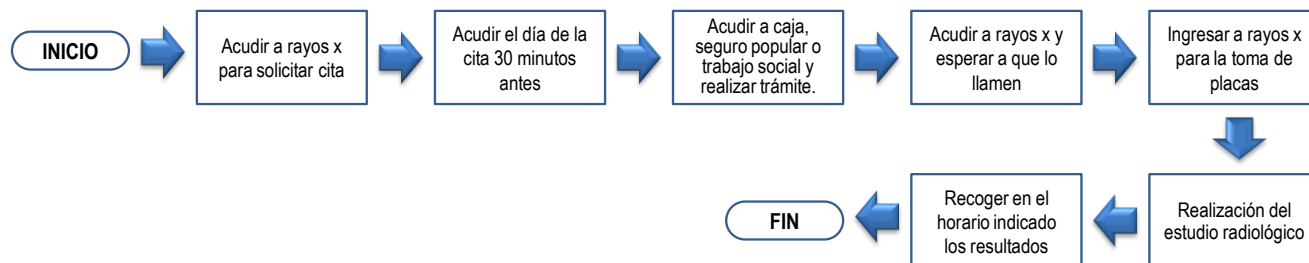 INICIO
Acudir a rayos x
para solicitar cita
Acudir el día de la
cita 30 minutos
antes
Acudir a caja,
seguro popular o
trabajo social y
realizar trámite.
Acudir a rayos x y
esperar a que lo
llamen
Ingresar a rayos x
para la toma de
placas
Realización del
estudio radiológico
Recoger en el
horario indicado
los resultados
FIN